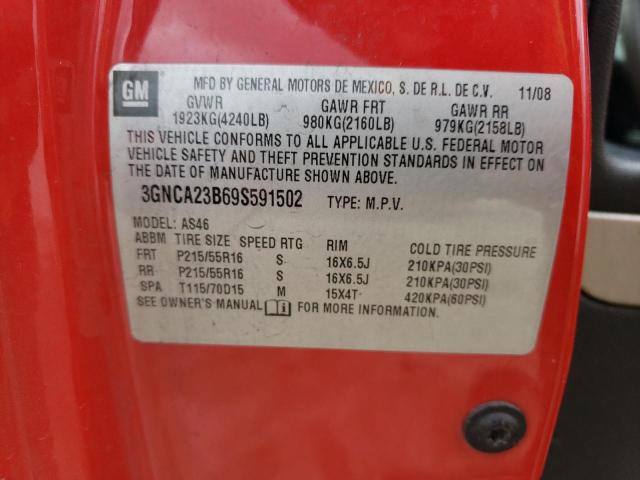 GM MFD BY GENERAL MOTORS DE MEXICO, S. DE R.L. DE C.V. 11/08
GVWR GAWR FRT GAWR RR
1923KG(4240LB) 980KG(2160LB) 979KG(2158LB)
THIS VEHICLE CONFORMS TO ALL APPLICABLE U.S. FEDERAL MOTOR
VEHICLE SAFETY AND THEFT PREVENTION STANDARDS IN EFFECT ON
THE DATE OF MANUFACTURE SHOWN ABOVE.
3GNCA23B69S591502 TYPE: M.P.V.
MODEL: AS46
ABBM TIRE SIZE SPEED RTG RIM COLD TIRE PRESSURE
FRT P215/55R16 S 16X6.5J 210KPA(30PSI)
RR P215/55R16 S 16X6.5J 210KPA(30PSI)
SPA T115/70D15 M 15X4T 420KPA(60PSI)
SEE OWNER'S MANUAL i FOR MORE INFORMATION.